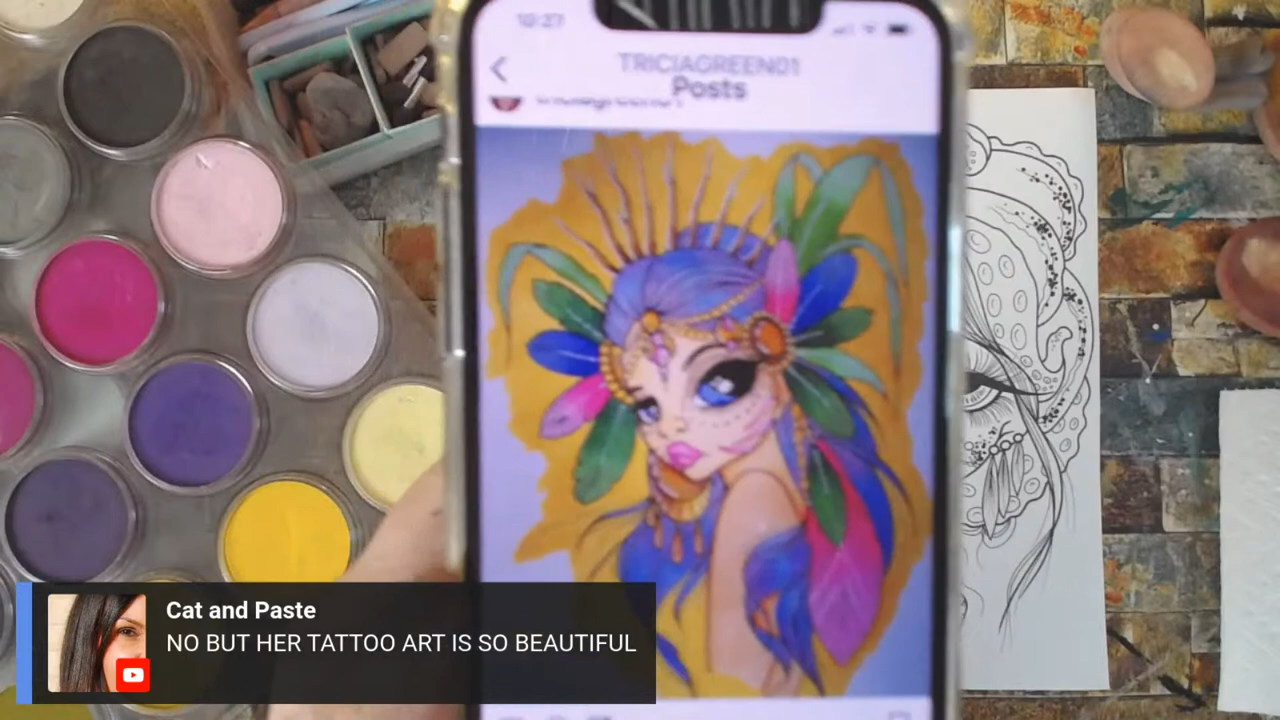 10:27
TRICIAGREEN01
Posts
Cat and Paste
NO BUT HER TATTOO ART IS SO BEAUTIFUL